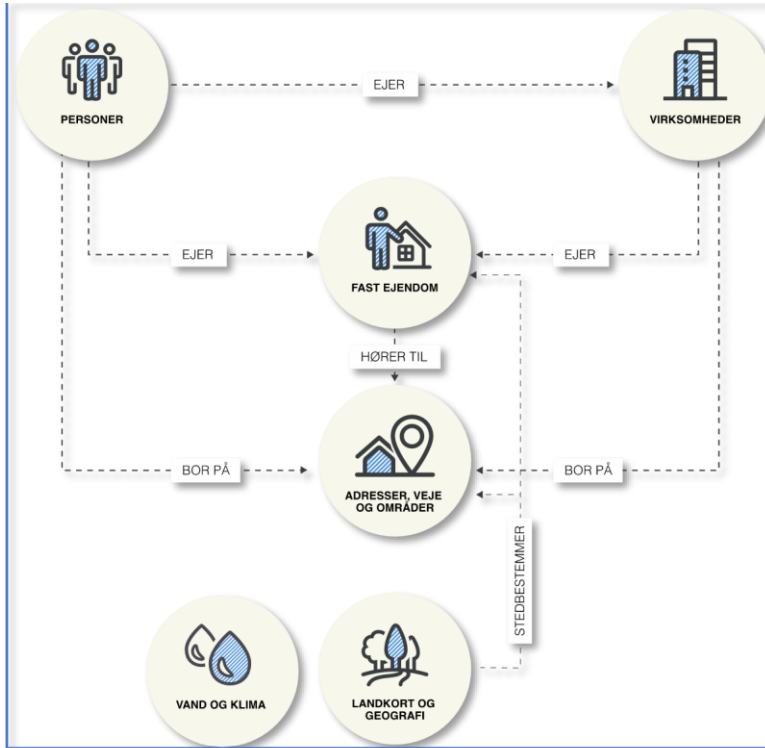 EJER
PERSONER
VIRKSOMHEDER
EJER
EJER
FAST EJENDOM
HØRER TIL
BOR PÅ
BOR PÅ
ADRESSER, VEJE
OG OMRÅDER
STEDBESTEMMER
VAND OG KLIMA
LANDKORT OG
GEOGRAFI